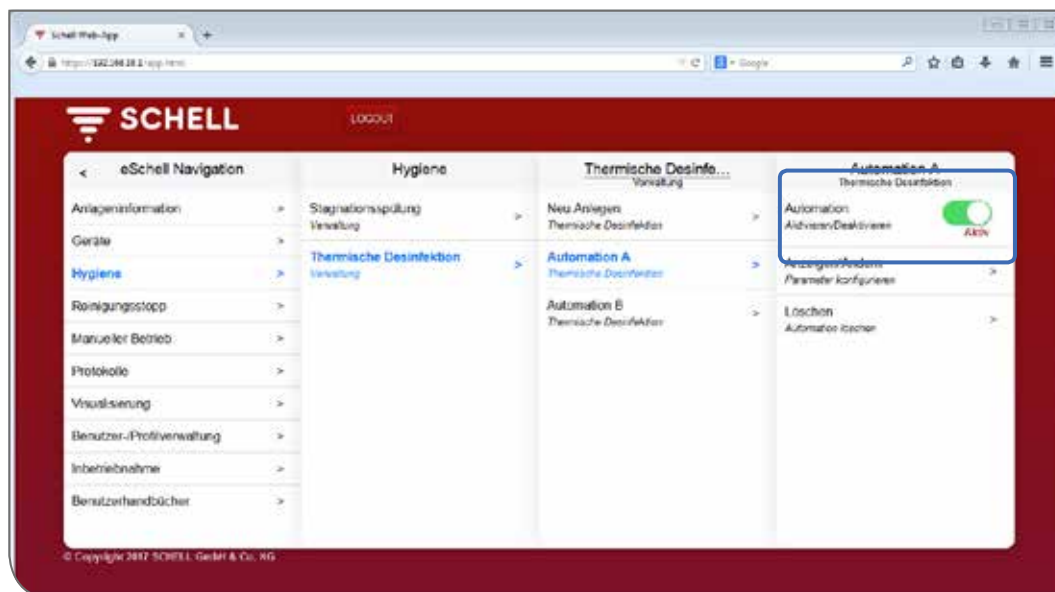 Schell Web-App
Google
SCHELL
LOGOUT
< eSchell Navigation
Anlageninformation >
Geräte >
Hygiene >
Reinigungsstopp >
Manueller Betrieb >
Protokolle >
Visualisierung >
Benutzer-/Profilverwaltung >
Inbetriebnahme >
Benutzerhandbücher >
Hygiene
Stagnationsspülung >
Verwaltung
Thermische Desinfektion >
Verwaltung
Thermische Desinfe...
Verwaltung
Neu Anlegen >
Thermische Desinfektion
Automation A >
Thermische Desinfektion
Automation B >
Thermische Desinfektion
Automation A
Thermische Desinfektion
Automation
Aktivieren/Deaktivieren
Aktiv
Anzeigen/Ändern >
Parameter konfigurieren
Löschen >
Automation löschen
© Copyright 2017 SCHELL GmbH & Co. KG